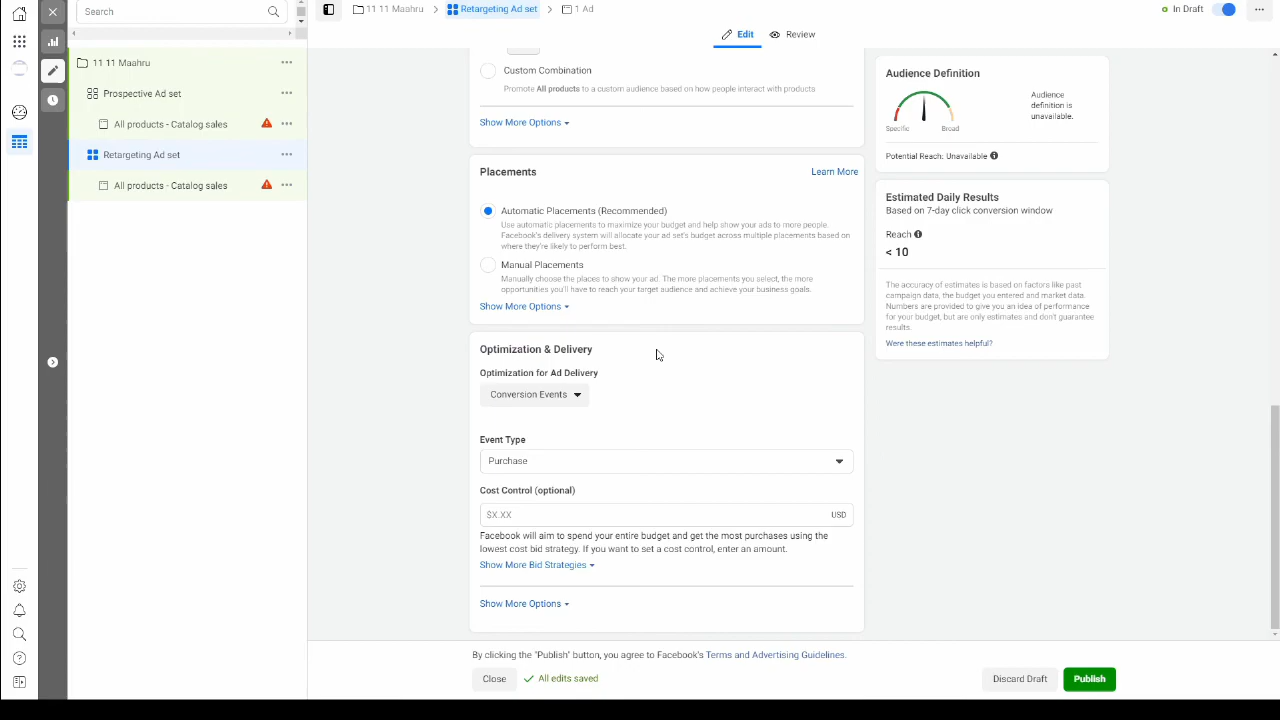 Search
11 11 Maahru
Prospective Ad set
All products - Catalog sales
Retargeting Ad set
All products - Catalog sales
11 11 Maahru > Retargeting Ad set > 1 Ad
In Draft
Edit
Review
Custom Combination
Promote All products to a custom audience based on how people interact with products.
Show More Options
Placements
Learn More
Automatic Placements (Recommended)
Use automatic placements to maximize your budget and help show your ads to more people.
Facebook's delivery system will allocate your ad set's budget across multiple placements based on
where they're likely to perform best.
Manual Placements
Manually choose the places to show your ad. The more placements you select, the more
opportunities you'll have to reach your target audience and achieve your business goals.
Show More Options
Optimization & Delivery
Optimization for Ad Delivery
Conversion Events
Event Type
Purchase
Cost Control (optional)
$X.XX
USD
Facebook will aim to spend your entire budget and get the most purchases using the
lowest cost bid strategy. If you want to set a cost control, enter an amount.
Show More Bid Strategies
Show More Options
Audience Definition
Specific
Broad
Audience
definition is
unavailable.
Potential Reach: Unavailable
Estimated Daily Results
Based on 7-day click conversion window
Reach
< 10
The accuracy of estimates is based on factors like past
campaign data, the budget you entered and market data.
Numbers are provided to give you an idea of performance
for your budget, but are only estimates and don't guarantee
results.
Were these estimates helpful?
By clicking the "Publish" button, you agree to Facebook's Terms and Advertising Guidelines.
Close
All edits saved
Discard Draft
Publish